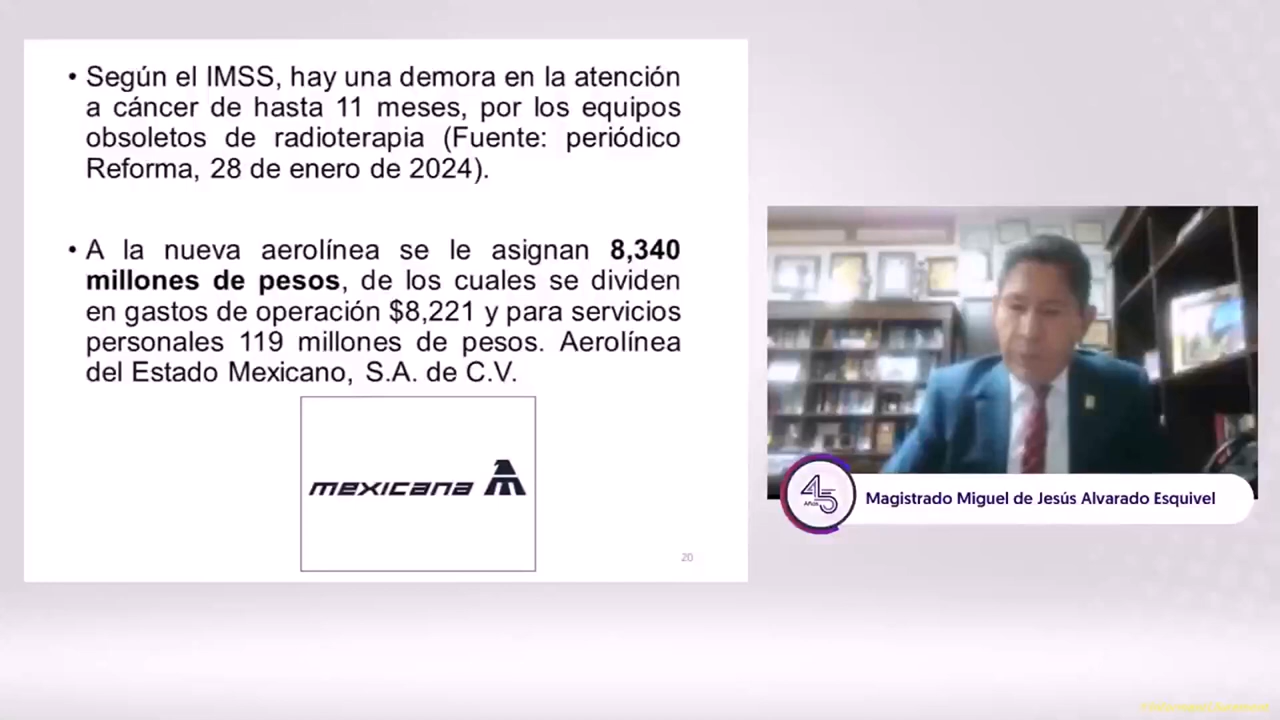 • Según el IMSS, hay una demora en la atención
a cáncer de hasta 11 meses, por los equipos
obsoletos de radioterapia (Fuente: periódico
Reforma, 28 de enero de 2024).
• A la nueva aerolínea se le asignan 8,340
millones de pesos, de los cuales se dividen
en gastos de operación $8,221 y para servicios
personales 119 millones de pesos. Aerolínea
del Estado Mexicano, S.A. de C.V.
mexicana
20
45
Años
Magistrado Miguel de Jesús Alvarado Esquivel